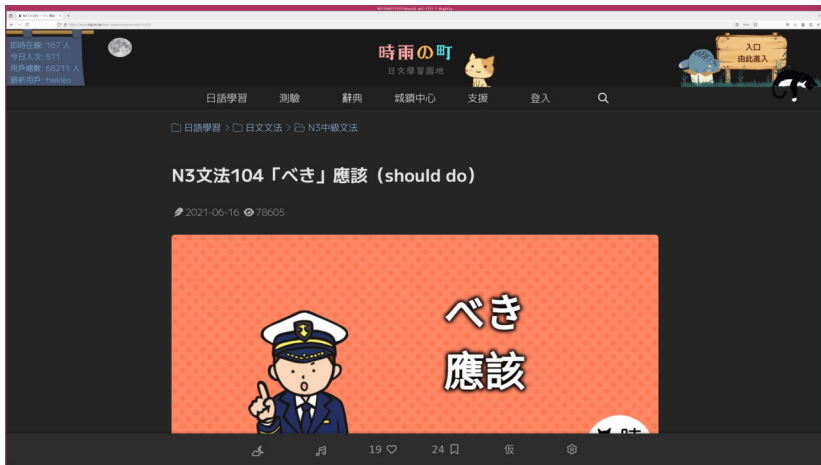 即時在線: 167 人
今日人次: 511
用戶總數: 68211 人
最新用戶: hwkleo
時雨の町
日文學習園地
入口
由此進入
日語學習 測驗 辭典 城鎮中心 支援 登入
日語學習 > 日文文法 > N3中級文法
N3文法104「べき」應該（should do）
2021-06-16 78605
べき
應該
19 24 仮